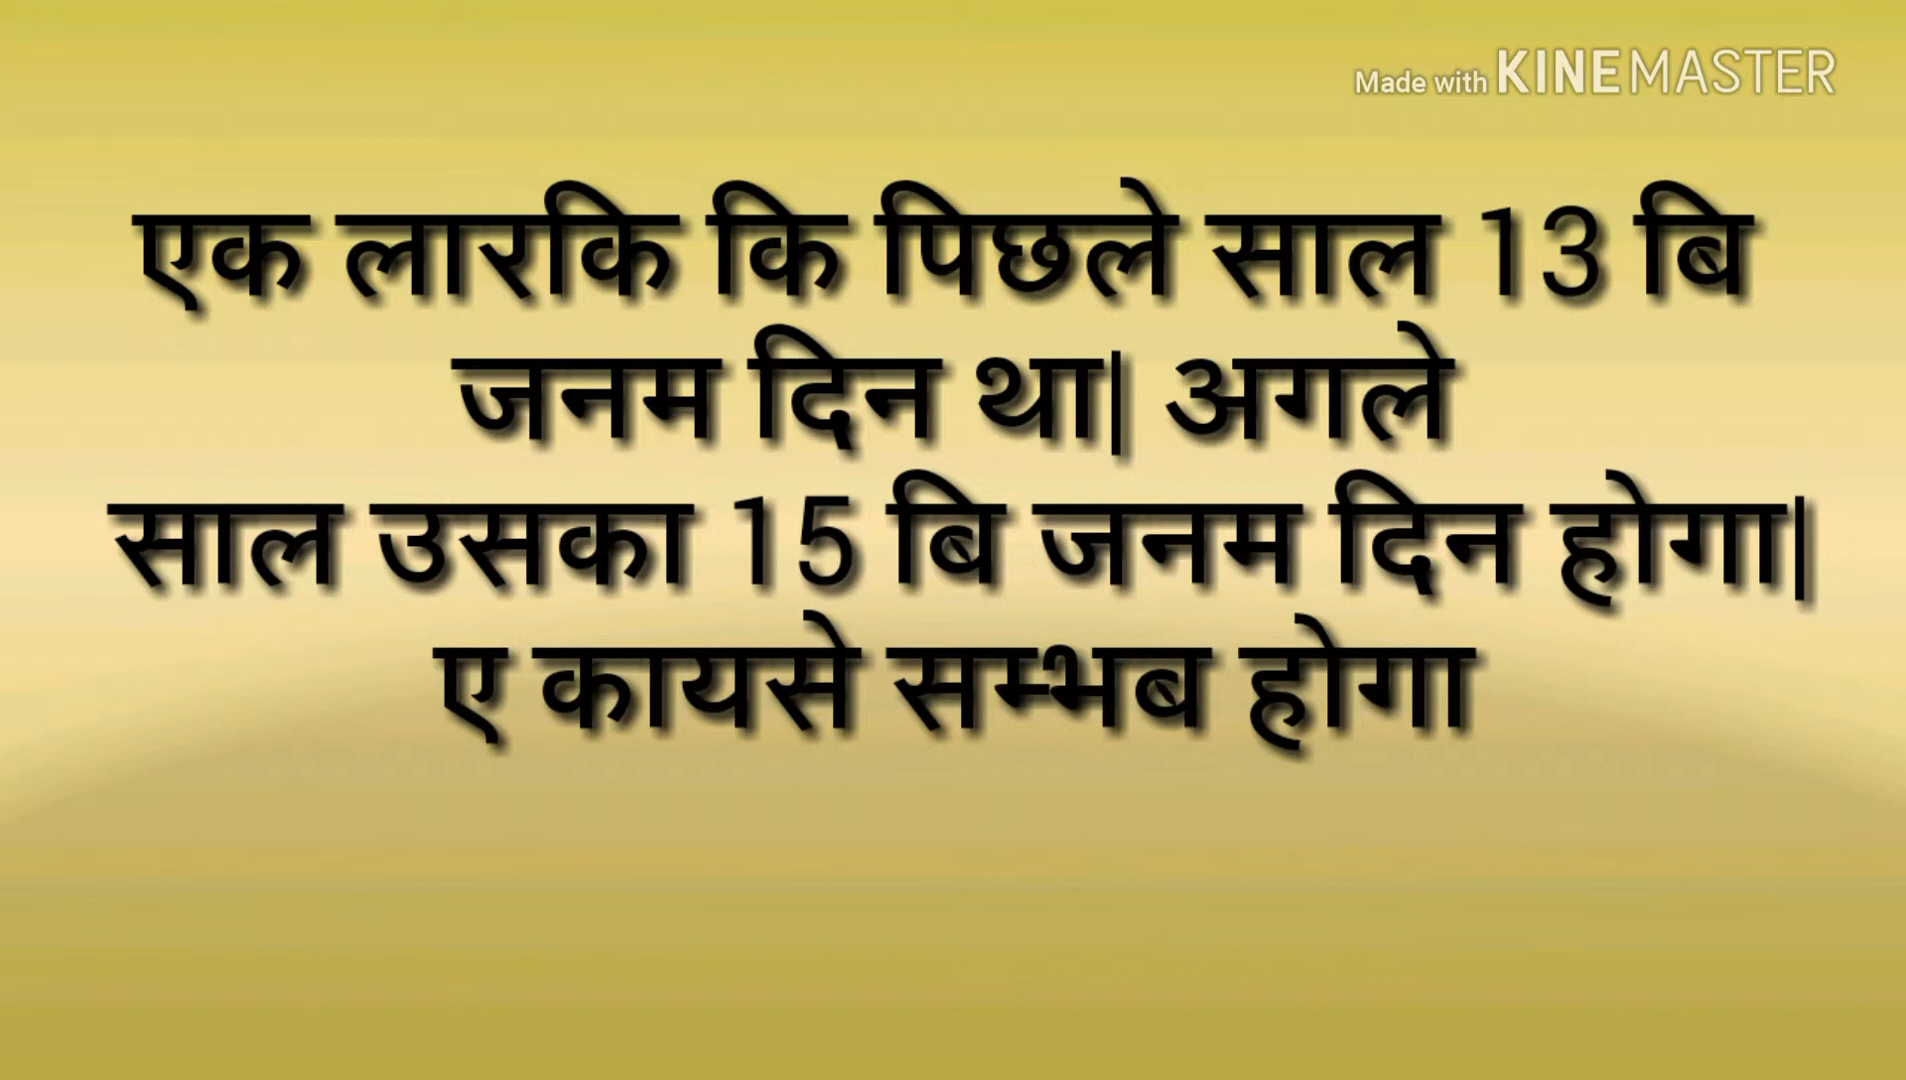 Made with KINEMASTER
एक लारकि कि पिछले साल 13 बि
जनम दिन था| अगले
साल उसका 15 बि जनम दिन होगा|
ए कायसे सम्भब होगा